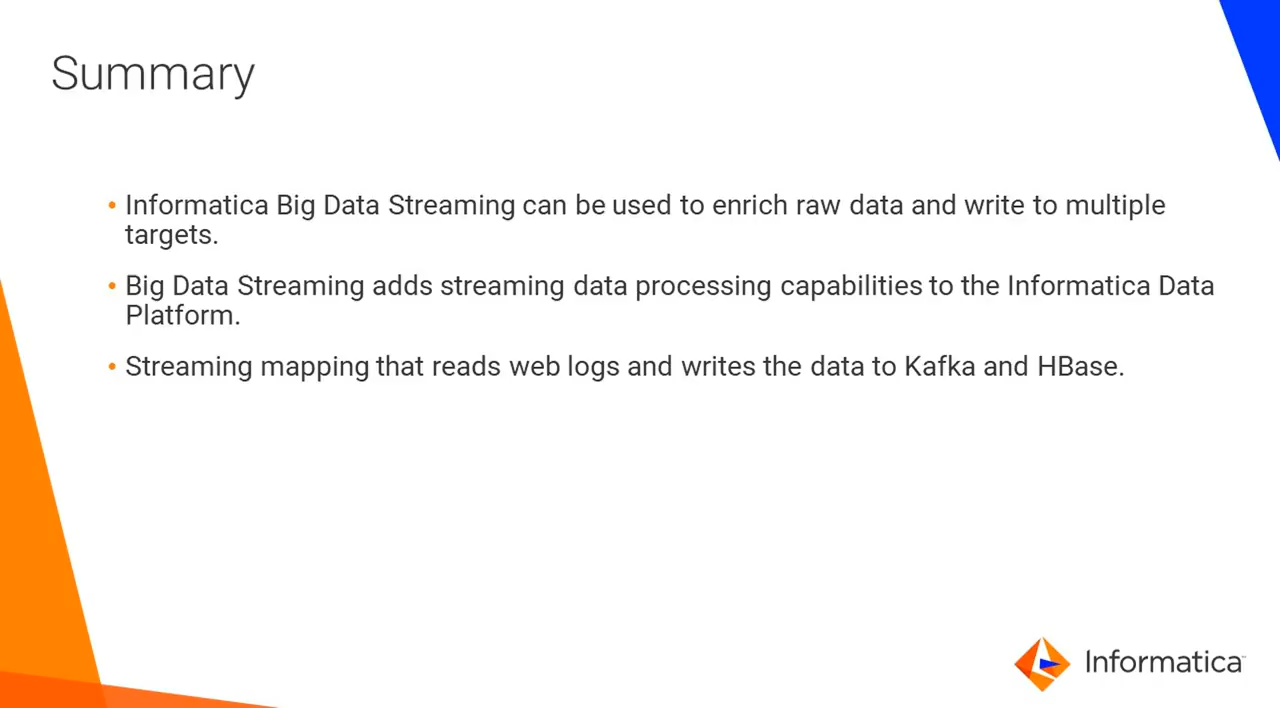 Summary
• Informatica Big Data Streaming can be used to enrich raw data and write to multiple
targets.
• Big Data Streaming adds streaming data processing capabilities to the Informatica Data
Platform.
• Streaming mapping that reads web logs and writes the data to Kafka and HBase.
Informatica